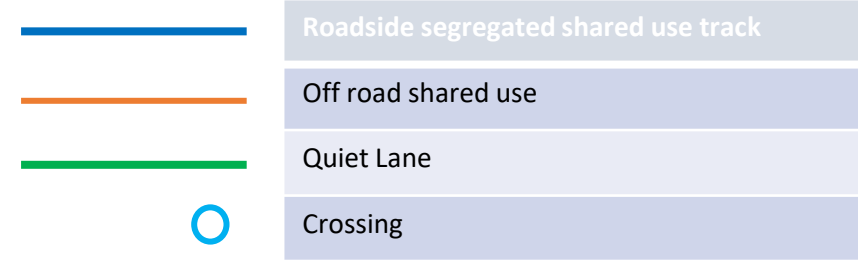 Roadside segregated shared use track
Off road shared use
Quiet Lane
Crossing